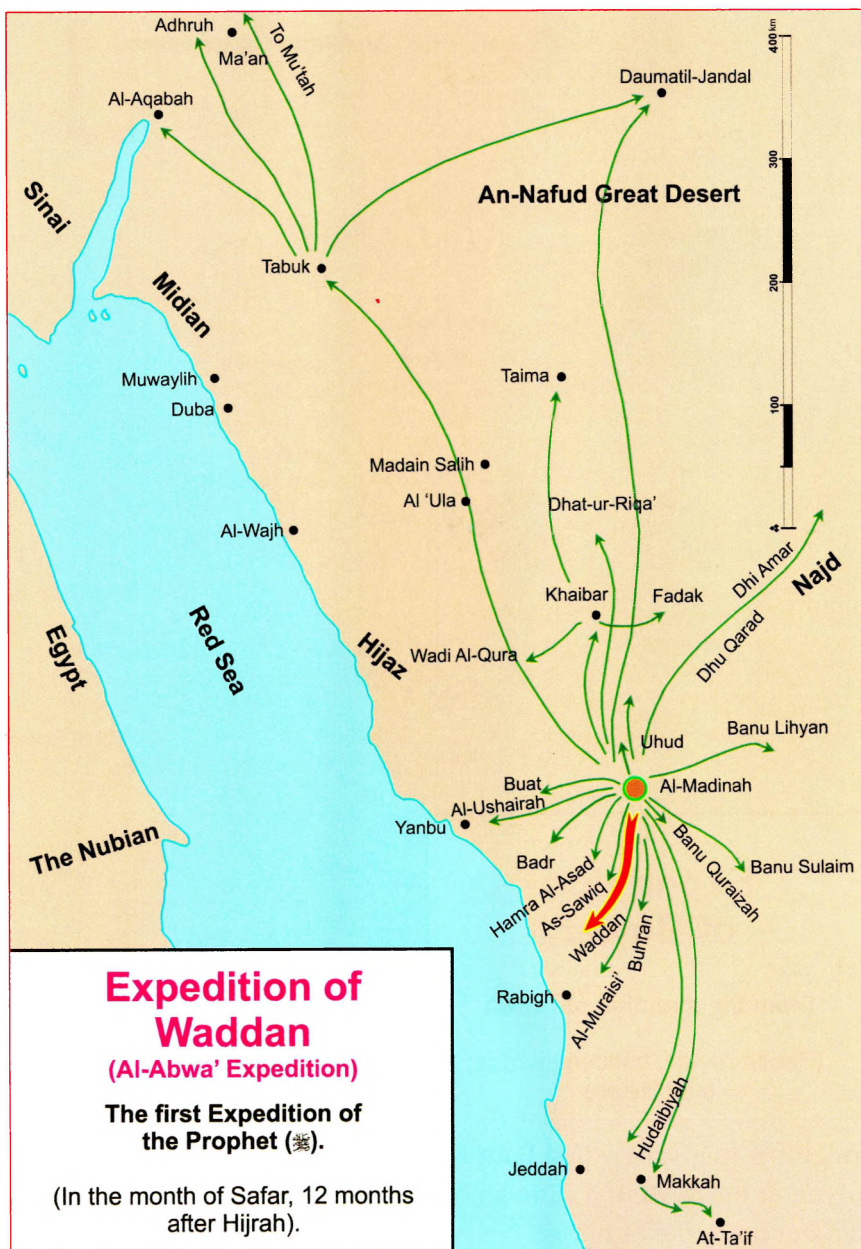 Adhruh
Ma'an
To Mu'tah
Al-Aqabah
Daumatil-Jandal
400 km
300
200
100
Sinai
An-Nafud Great Desert
Tabuk
Midian
Muwaylih
Duba
Taima
Madain Salih
Al 'Ula
Al-Wajh
Dhat-ur-Riqa'
Dhi Amar
Najd
Khaibar
Fadak
Dhu Qarad
Wadi Al-Qura
Hijaz
Red Sea
Egypt
Uhud
Banu Lihyan
Buat
Al-Madinah
Al-Ushairah
Yanbu
The Nubian
Badr
Banu Quraizah
Banu Sulaim
Hamra Al-Asad
As-Sawiq
Waddan
Buhran
Al-Muraisi'
Rabigh
Hudaibiyah
Jeddah
Makkah
At-Ta'if
Expedition of
Waddan
(Al-Abwa' Expedition)
The first Expedition of
the Prophet (ﷺ).
(In the month of Safar, 12 months
after Hijrah).